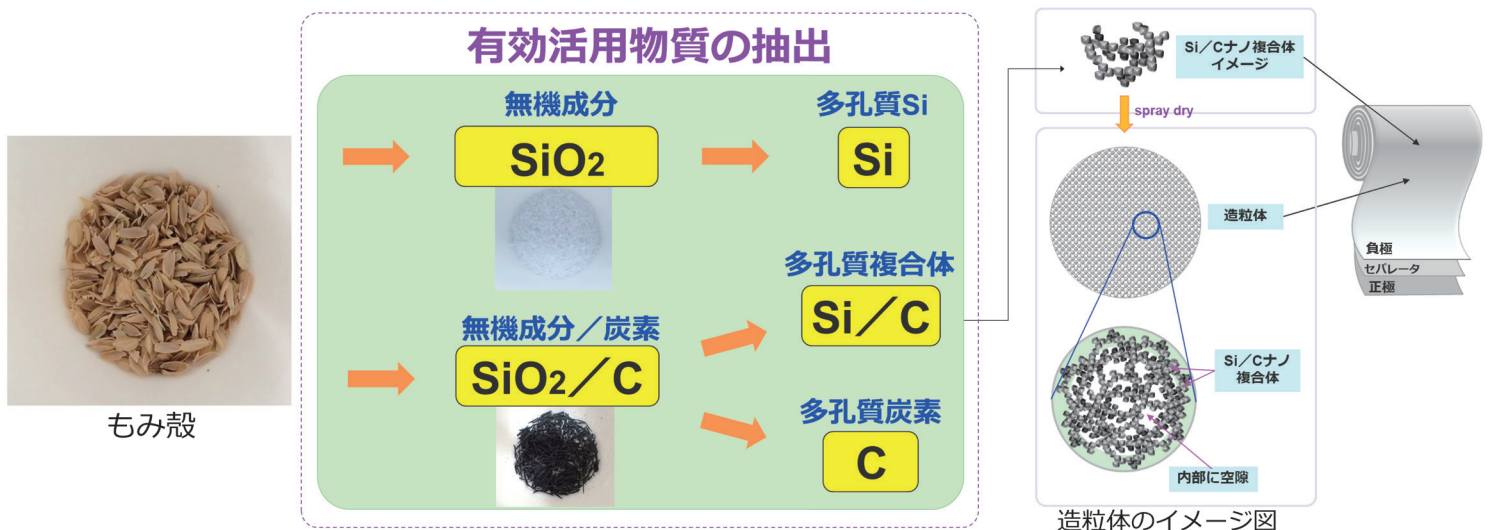 もみ殻
有効活用物質の抽出
無機成分
SiO2
多孔質Si
Si
無機成分/炭素
SiO2/C
多孔質複合体
Si/C
多孔質炭素
C
Si/Cナノ複合体
イメージ
spray dry
造粒体
Si/Cナノ
複合体
内部に空隙
造粒体のイメージ図
負極
セパレータ
正極